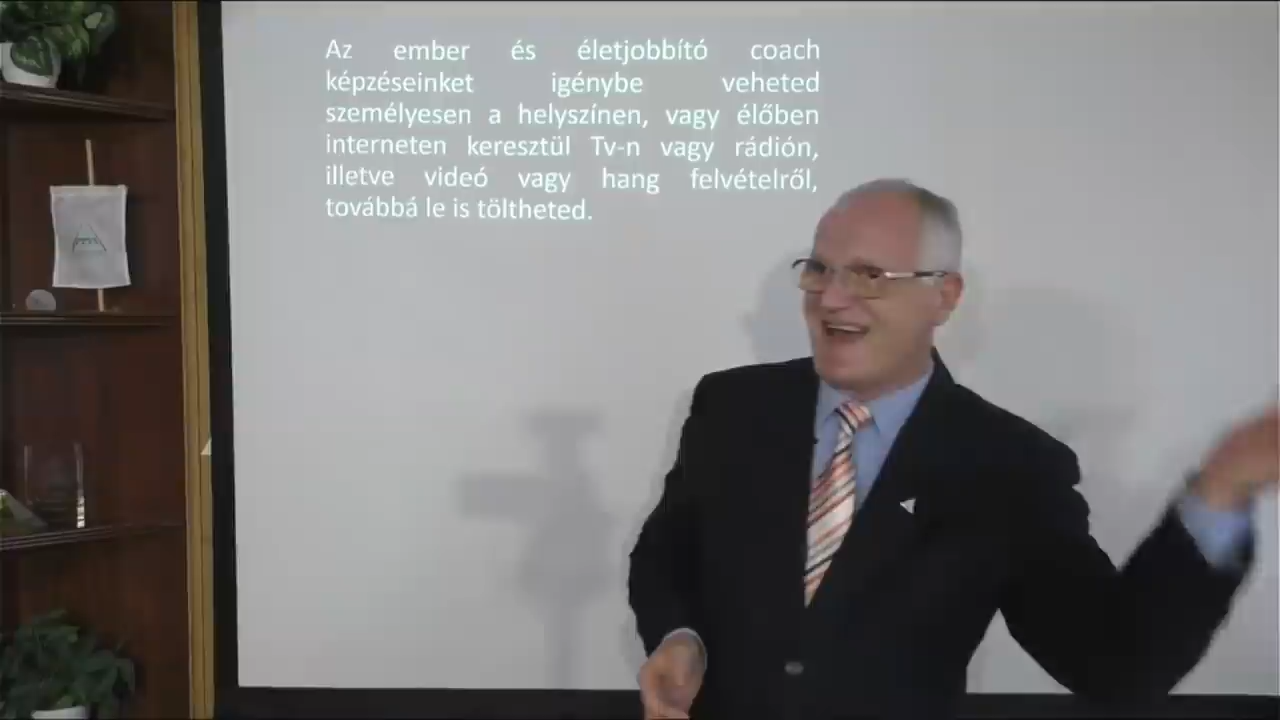 Az ember és életjobbító coach
képzéseinket igénybe veheted
személyesen a helyszínen, vagy élőben
interneten keresztül Tv-n vagy rádión,
illetve videó vagy hang felvételről,
továbbá le is töltheted.